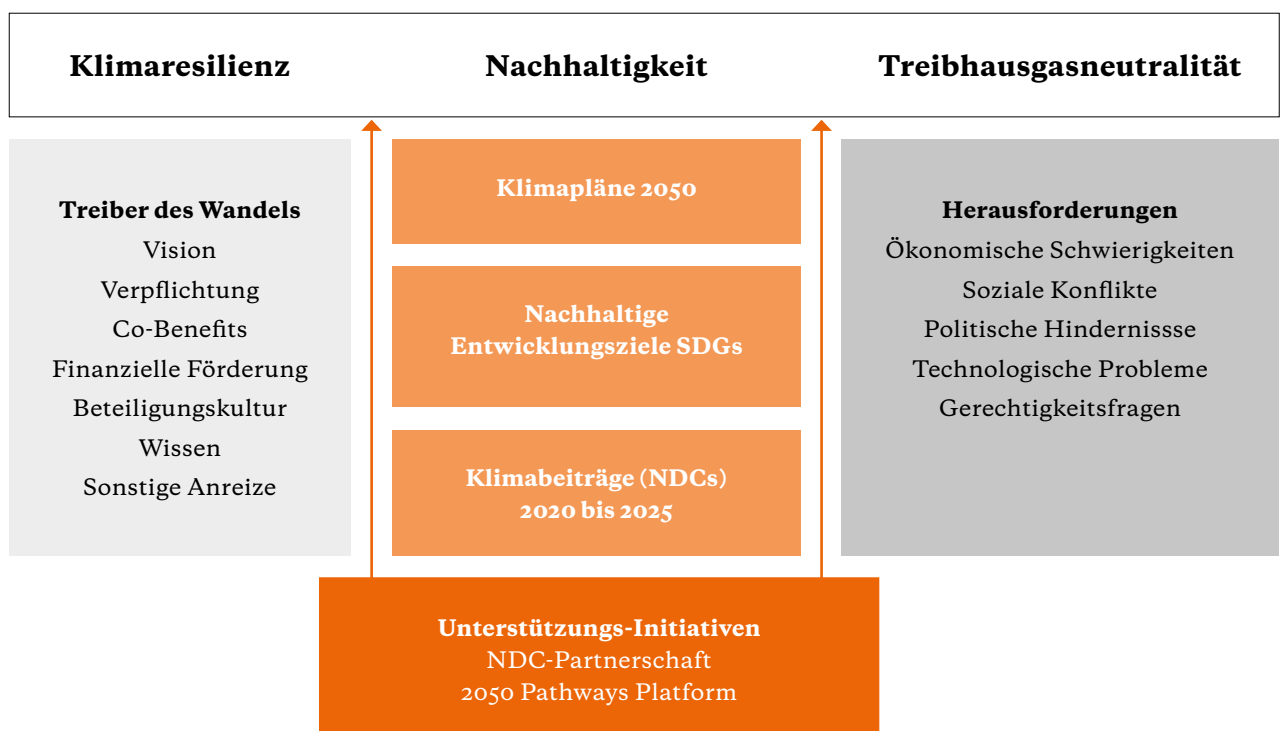 Klimaresilienz
Nachhaltigkeit
Treibhausgasneutralität
Treiber des Wandels
Vision
Verpflichtung
Co-Benefits
Finanzielle Förderung
Beteiligungskultur
Wissen
Sonstige Anreize
Klimapläne 2050
Nachhaltige
Entwicklungsziele SDGs
Klimabeiträge (NDCs)
2020 bis 2025
Herausforderungen
Ökonomische Schwierigkeiten
Soziale Konflikte
Politische Hindernissse
Technologische Probleme
Gerechtigkeitsfragen
Unterstützungs-Initiativen
NDC-Partnerschaft
2050 Pathways Platform